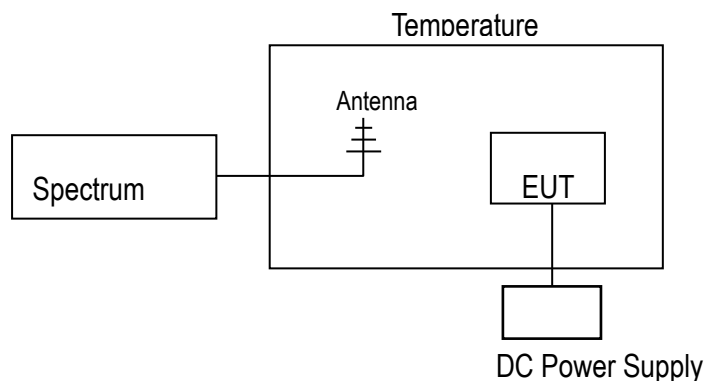 Temperature
Antenna
Spectrum
EUT
DC Power Supply